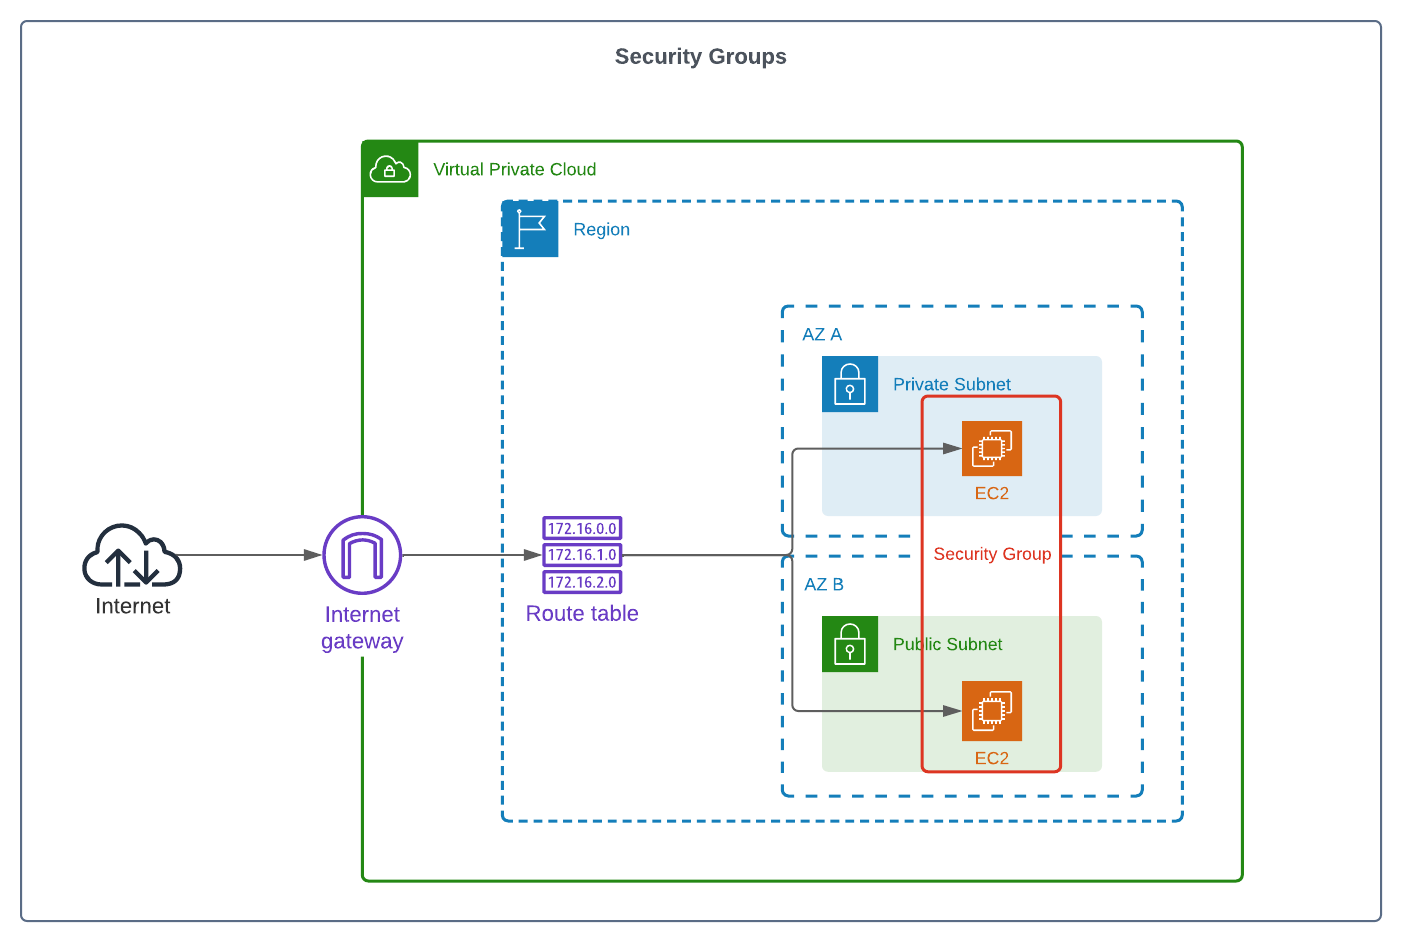 Security Groups
Virtual Private Cloud
Region
AZ A
Private Subnet
EC2
Security Group
AZ B
Public Subnet
EC2
172.16.0.0
172.16.1.0
172.16.2.0
Route table
Internet
gateway
Internet